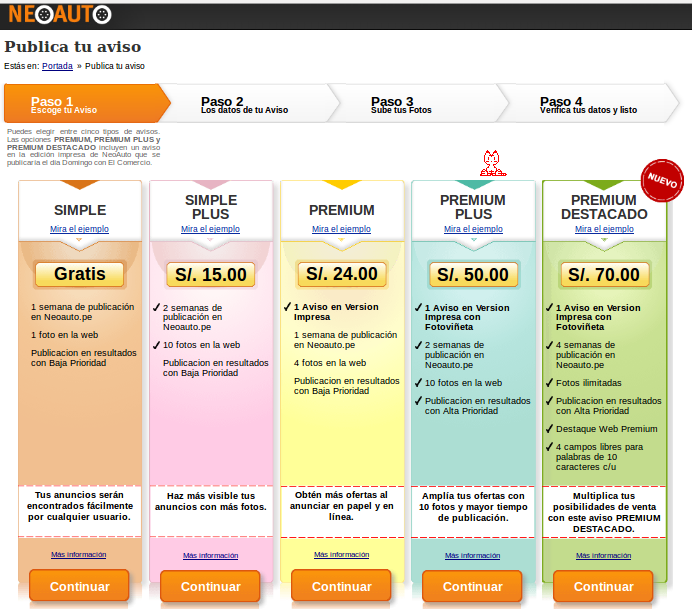 NEOAUTO
Publica tu aviso
Estás en: Portada » Publica tu aviso
Paso 1
Escoge tu Aviso
Paso 2
Los datos de tu Aviso
Paso 3
Sube tus Fotos
Paso 4
Verifica tus datos y listo
Puedes elegir entre cinco tipos de avisos.
Las opciones PREMIUM, PREMIUM PLUS y
PREMIUM DESTACADO incluyen un aviso
en la edición impresa de NeoAuto que se
publicaría el día Domingo con El Comercio.
SIMPLE
Mira el ejemplo
Gratis
1 semana de publicación
en Neoauto.pe
1 foto en la web
Publicacion en resultados
con Baja Prioridad
Tus anuncios serán
encontrados fácilmente
por cualquier usuario.
Más información
Continuar
SIMPLE
PLUS
Mira el ejemplo
S/. 15.00
2 semanas de
publicación en
Neoauto.pe
10 fotos en la web
Publicacion en resultados
con Baja Prioridad
Haz más visible tus
anuncios con más fotos.
Más información
Continuar
PREMIUM
Mira el ejemplo
S/. 24.00
1 Aviso en Version
Impresa
1 semana de publicación
en Neoauto.pe
4 fotos en la web
Publicacion en resultados
con Baja Prioridad
Obtén más ofertas al
anunciar en papel y en
línea.
Más información
Continuar
PREMIUM
PLUS
Mira el ejemplo
S/. 50.00
1 Aviso en Version
Impresa con
Fotoviñeta
2 semanas de
publicación en
Neoauto.pe
10 fotos en la web
Publicacion en resultados
con Alta Prioridad
Amplía tus ofertas con
10 fotos y mayor tiempo
de publicación.
Más información
Continuar
NUEVO
PREMIUM
DESTACADO
Mira el ejemplo
S/. 70.00
1 Aviso en Version
Impresa con
Fotoviñeta
4 semanas de
publicación en
Neoauto.pe
Fotos ilimitadas
Publicacion en resultados
con Alta Prioridad
Destaque Web Premium
4 campos libres para
palabras de 10
caracteres c/u
Multiplica tus
posibilidades de venta
con este aviso PREMIUM
DESTACADO.
Más información
Continuar